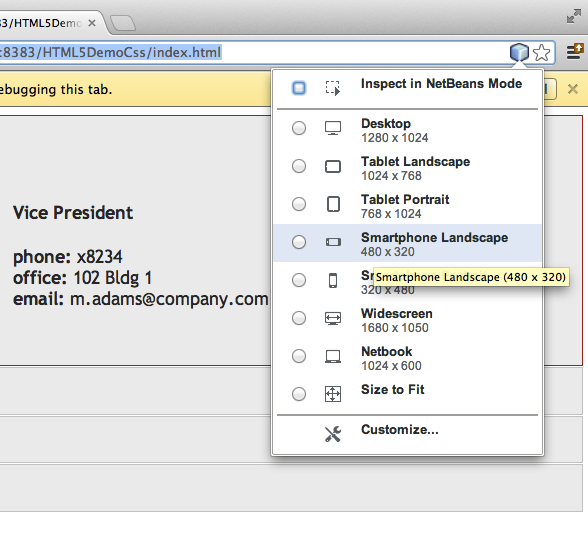 83/HTML5Demo
:8383/HTML5DemoCss/index.html
ebugging this tab.
Vice President
phone: x8234
office: 102 Bldg 1
email: m.adams@company.com
Inspect in NetBeans Mode
Desktop
1280 x 1024
Tablet Landscape
1024 x 768
Tablet Portrait
768 x 1024
Smartphone Landscape
480 x 320
Smartphone Landscape (480 x 320)
320 x 480
Widescreen
1680 x 1050
Netbook
1024 x 600
Size to Fit
Customize...